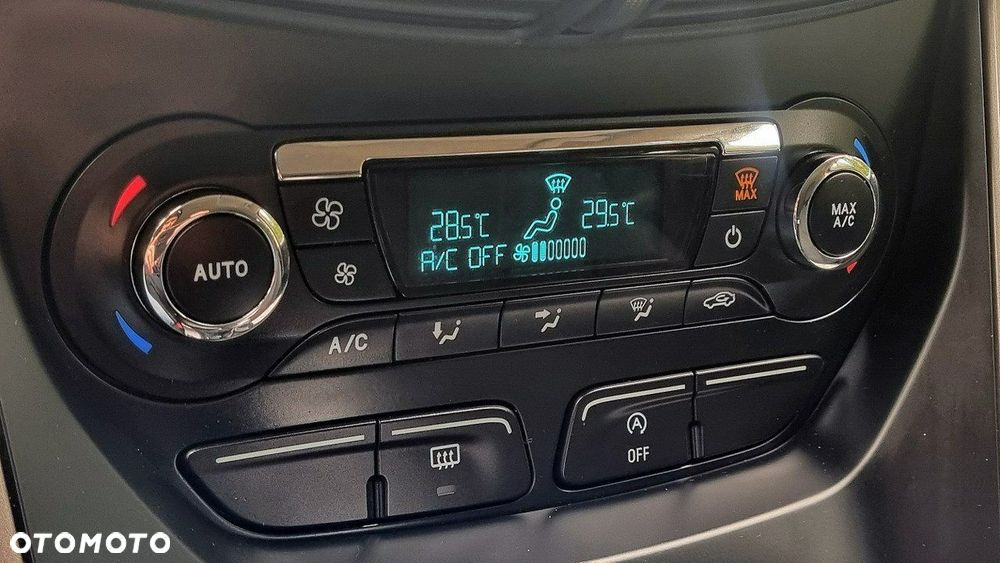 MAX
28.5°C 29.5°C
A/C OFF
AUTO
MAX
A/C
A/C
A
OFF
OTOMOTO